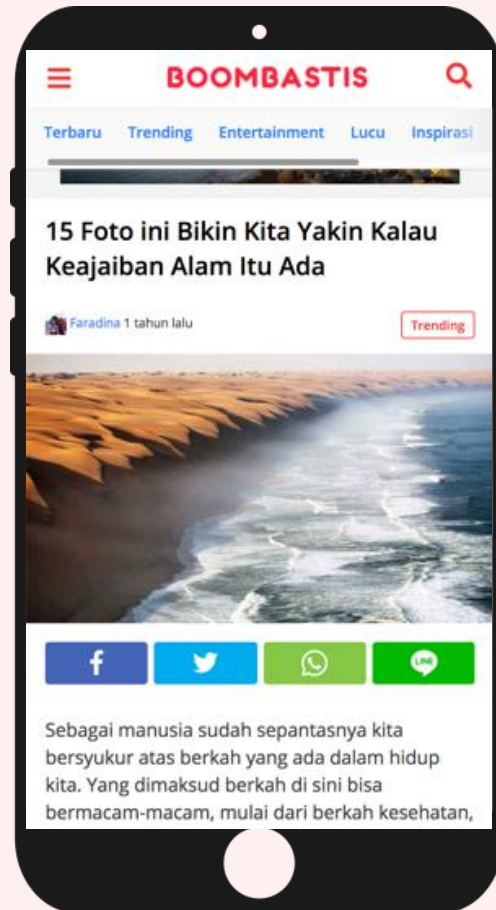 BOOMBASTIS
Terbaru Trending Entertainment Lucu Inspirasi
15 Foto ini Bikin Kita Yakin Kalau
Keajaiban Alam Itu Ada
Faradina 1 tahun lalu
Trending
LINE
Sebagai manusia sudah sepantasnya kita
bersyukur atas berkah yang ada dalam hidup
kita. Yang dimaksud berkah di sini bisa
bermacam-macam, mulai dari berkah kesehatan,